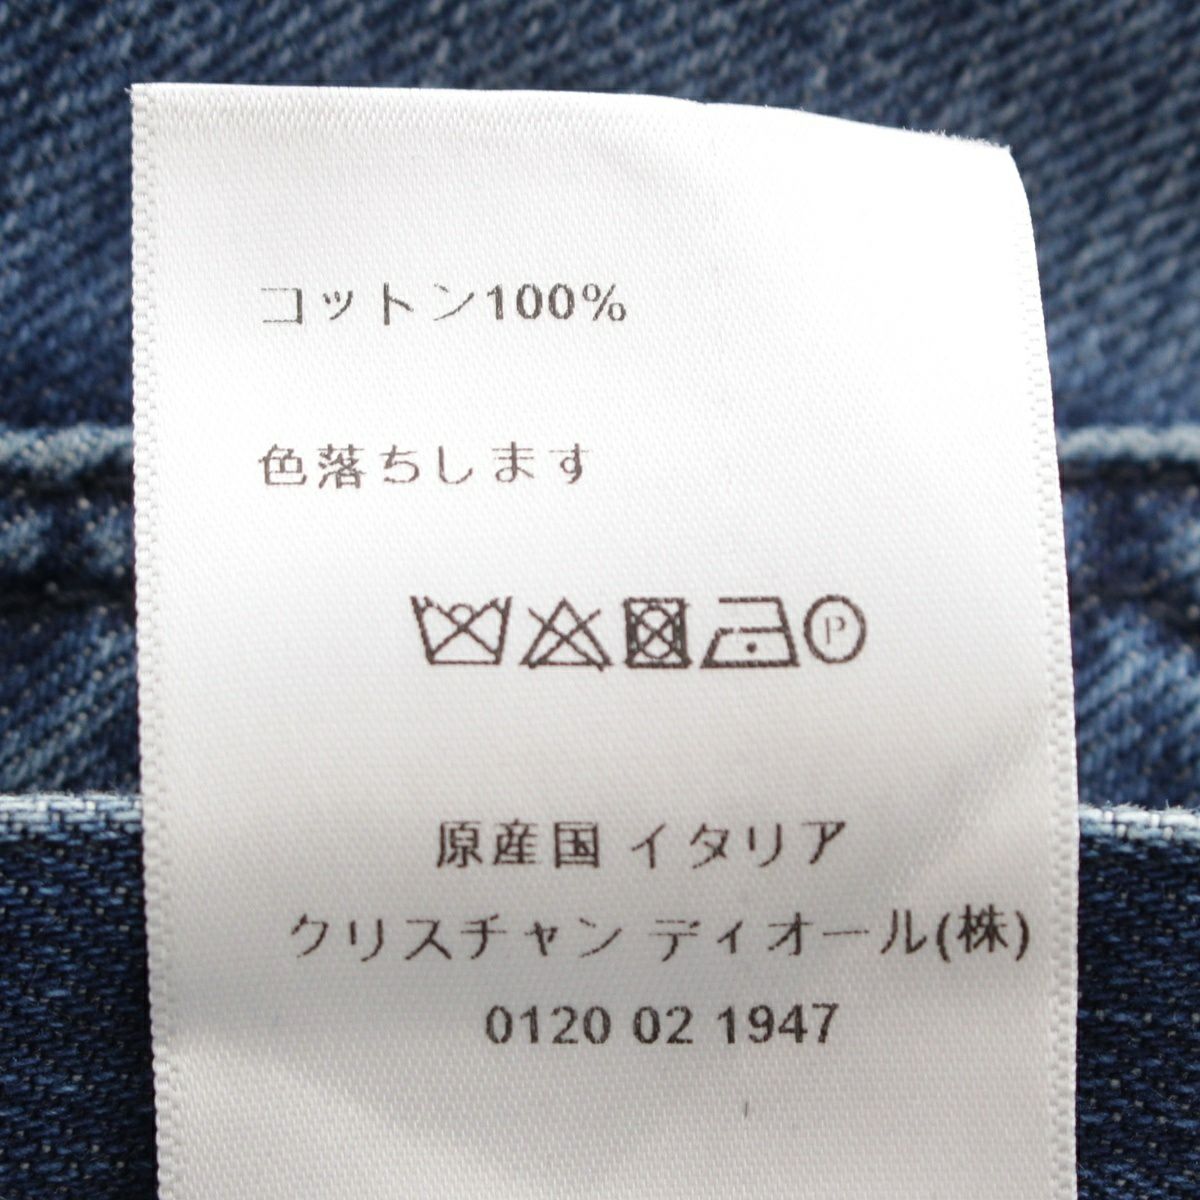 コットン100%
色落ちします
P
原産国 イタリア
クリスチャン ディオール(株)
0120 02 1947